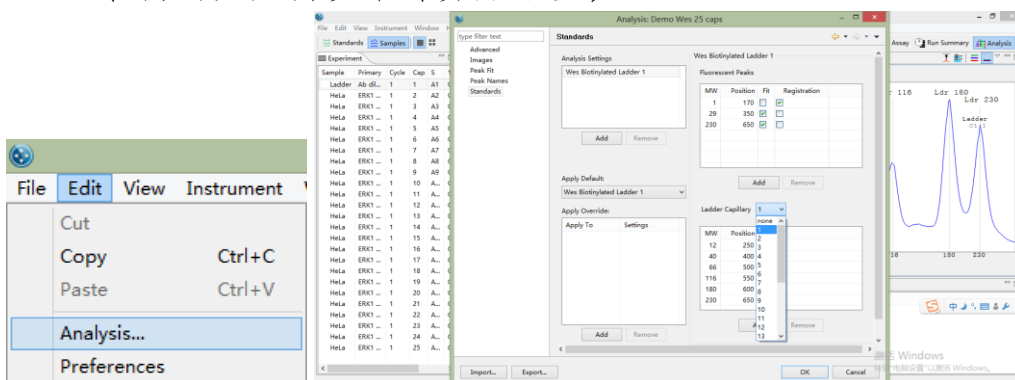 File Edit View Instrument
Cut
Copy Ctrl+C
Paste Ctrl+V
Analysis...
Preferences
File Edit View Instrument Window
Standards Samples
Experiment
Sample Primary Cycle Cap S
Ladder Ab dil... 1 1 A1
HeLa ERK1 ... 1 2 A2
HeLa ERK1 ... 1 3 A3
HeLa ERK1 ... 1 4 A4
HeLa ERK1 ... 1 5 A5
HeLa ERK1 ... 1 6 A6
HeLa ERK1 ... 1 7 A7
HeLa ERK1 ... 1 8 A8
HeLa ERK1 ... 1 9 A9
HeLa ERK1 ... 1 10 A...
HeLa ERK1 ... 1 11 A...
HeLa ERK1 ... 1 12 A...
HeLa ERK1 ... 1 13 A...
HeLa ERK1 ... 1 14 A...
HeLa ERK1 ... 1 15 A...
HeLa ERK1 ... 1 16 A...
HeLa ERK1 ... 1 17 A...
HeLa ERK1 ... 1 18 A...
HeLa ERK1 ... 1 19 A...
HeLa ERK1 ... 1 20 A...
HeLa ERK1 ... 1 21 A...
HeLa ERK1 ... 1 22 A...
HeLa ERK1 ... 1 23 A...
HeLa ERK1 ... 1 24 A...
HeLa ERK1 ... 1 25 A...
Analysis: Demo Wes 25 caps
type filter text
Advanced
Images
Peak Fit
Peak Names
Standards
Standards
Analysis Settings
Wes Biotinylated Ladder 1
Add Remove
Apply Default:
Wes Biotinylated Ladder 1
Apply Override:
Apply To Settings
Add Remove
Wes Biotinylated Ladder 1
Fluorescent Peaks
MW Position Fit Registration
1 170
29 350
230 650
Add Remove
Ladder Capillary 1
none
1
2
3
4
5
6
7
8
9
10
11
12
13
MW Position
12 250
40 400
66 500
116 550
180 600
230 650
Remove
Import... Export...
OK Cancel
Assay Run Summary Analysis
116 Ldr 180
Ldr 230
Ladder
180 230
Windows